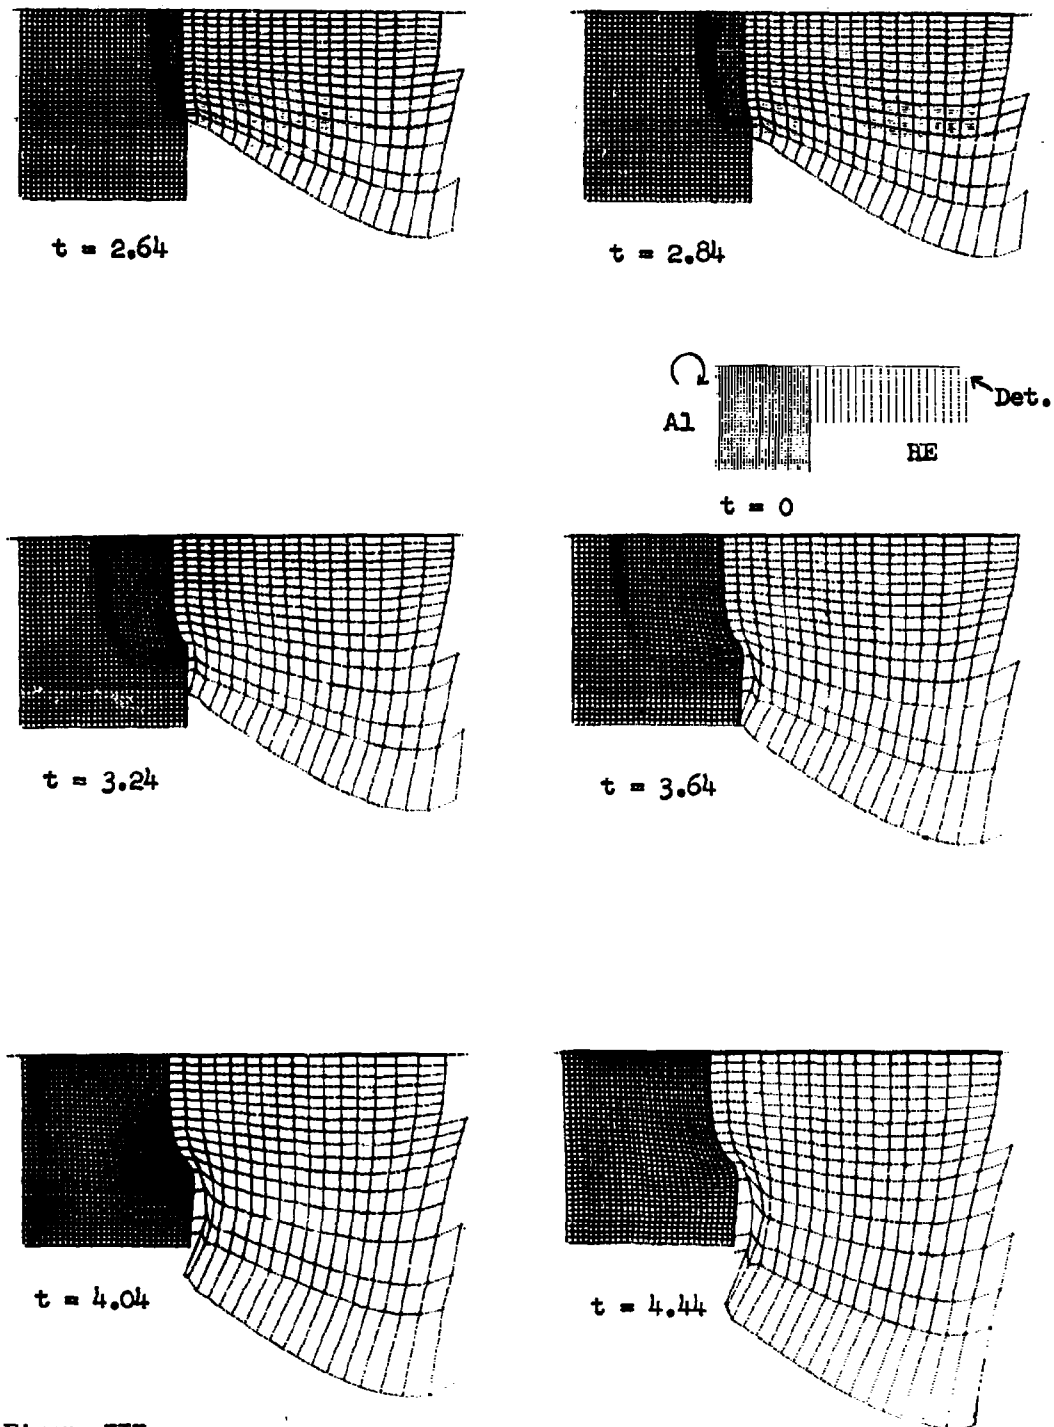 t = 2.64
t = 2.84
Det.
Al
HE
t = 0
t = 3.24
t = 3.64
t = 4.04
t = 4.44